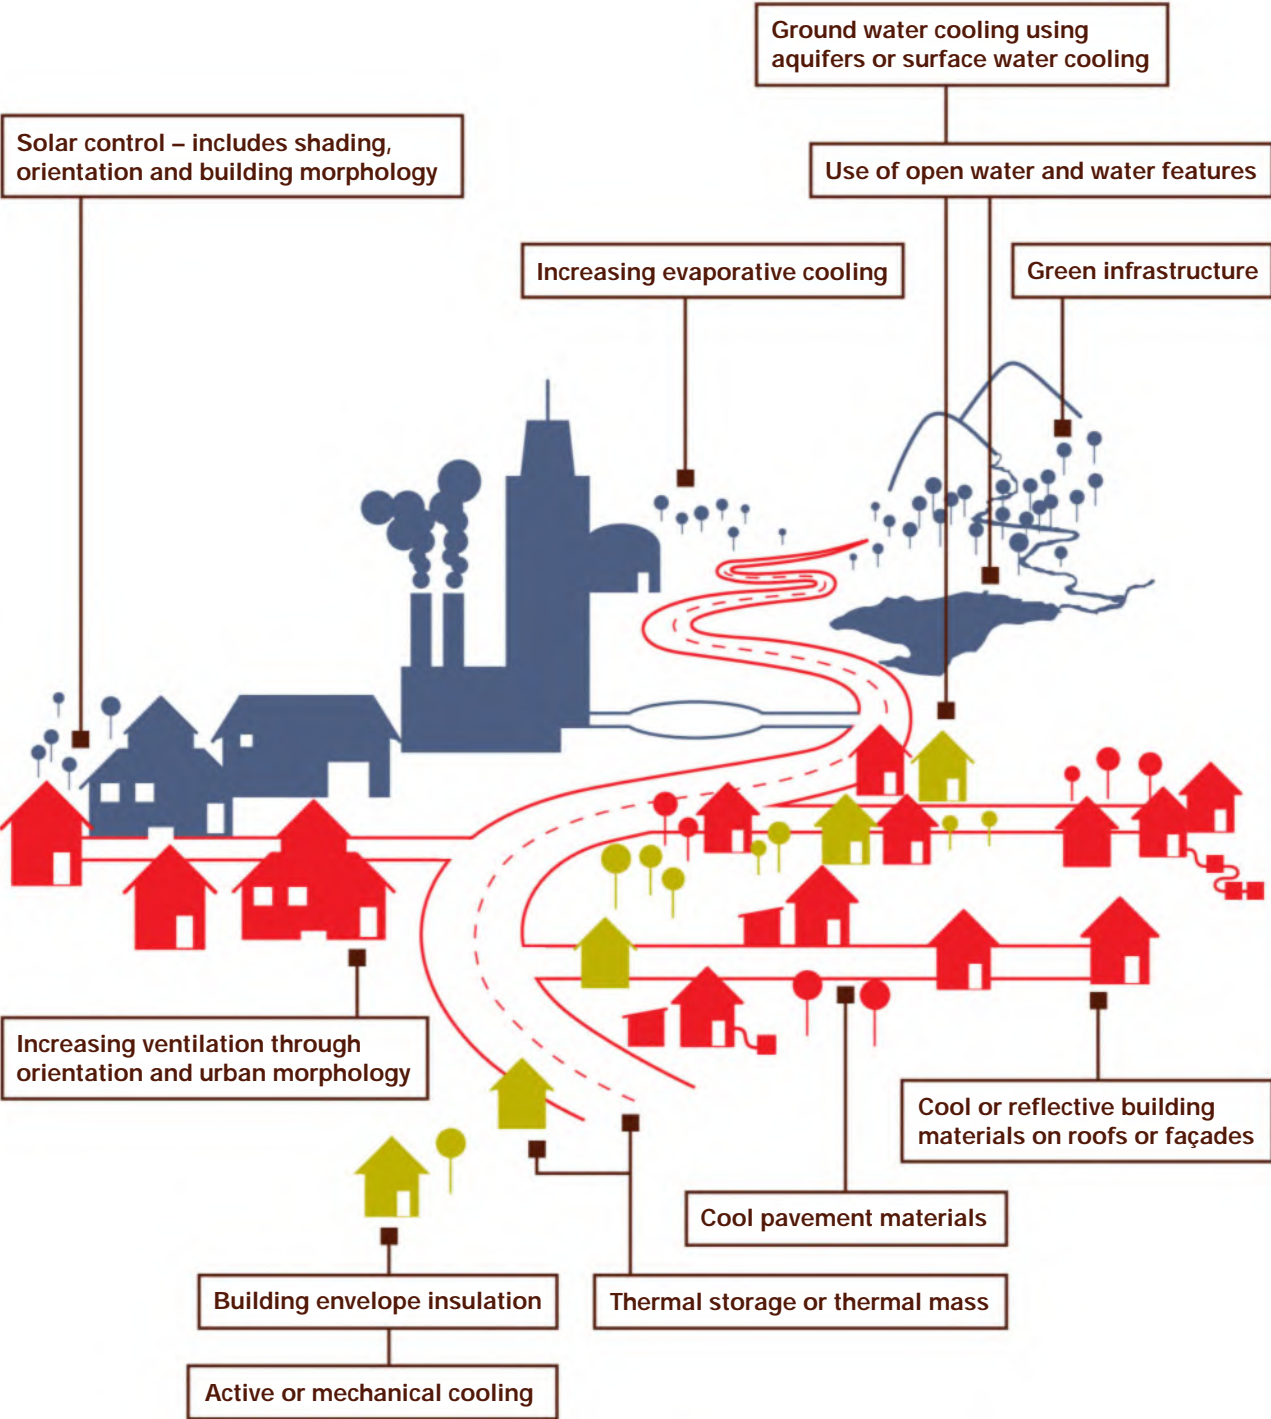 Ground water cooling using
aquifers or surface water cooling
Solar control – includes shading,
orientation and building morphology
Use of open water and water features
Increasing evaporative cooling
Green infrastructure
Increasing ventilation through
orientation and urban morphology
Cool or reflective building
materials on roofs or façades
Cool pavement materials
Building envelope insulation
Thermal storage or thermal mass
Active or mechanical cooling